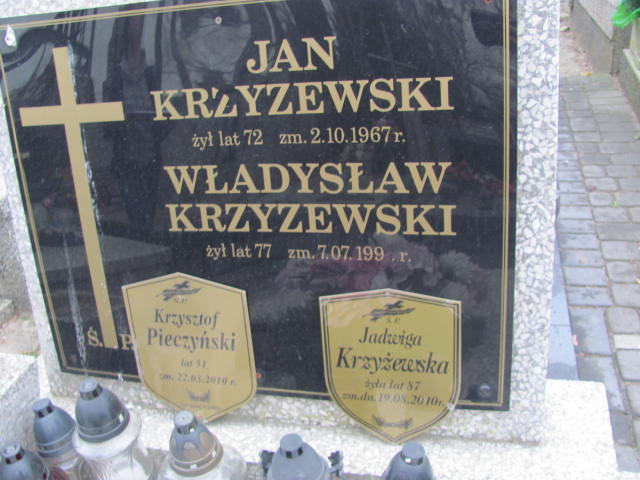 JAN
KRZYZEWSKI
żył lat 72 zm. 2.10.1967 r.
WŁADYSŁAW
KRZYZEWSKI
żył lat 77 zm. 7.07.199 . r.
Ś. P
Ś.P.
Krzysztof
Pieczyński
lat 51
zm. 22.03.2010 r.
Ś.P.
Jadwiga
Krzyżewska
żyła lat 87
zm.dn. 19.08.2010r.